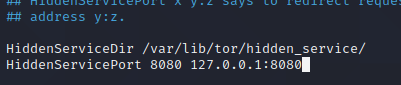 ## HiddenServicePort x y:z says to redirect reques
## address y:z.
HiddenServiceDir /var/lib/tor/hidden_service/
HiddenServicePort 8080 127.0.0.1:8080